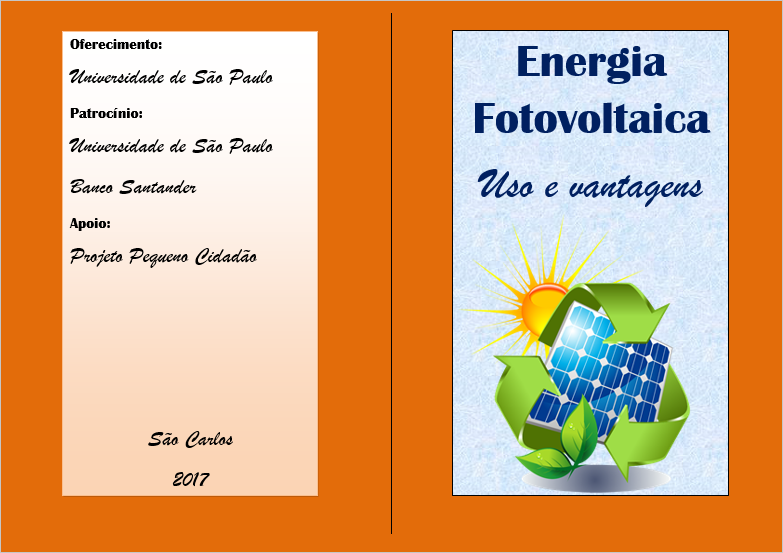 Oferecimento:
Universidade de São Paulo
Patrocínio:
Universidade de São Paulo
Banco Santander
Apoio:
Projeto Pequeno Cidadão
São Carlos
2017
Energia
Fotovoltaica
Uso e vantagens